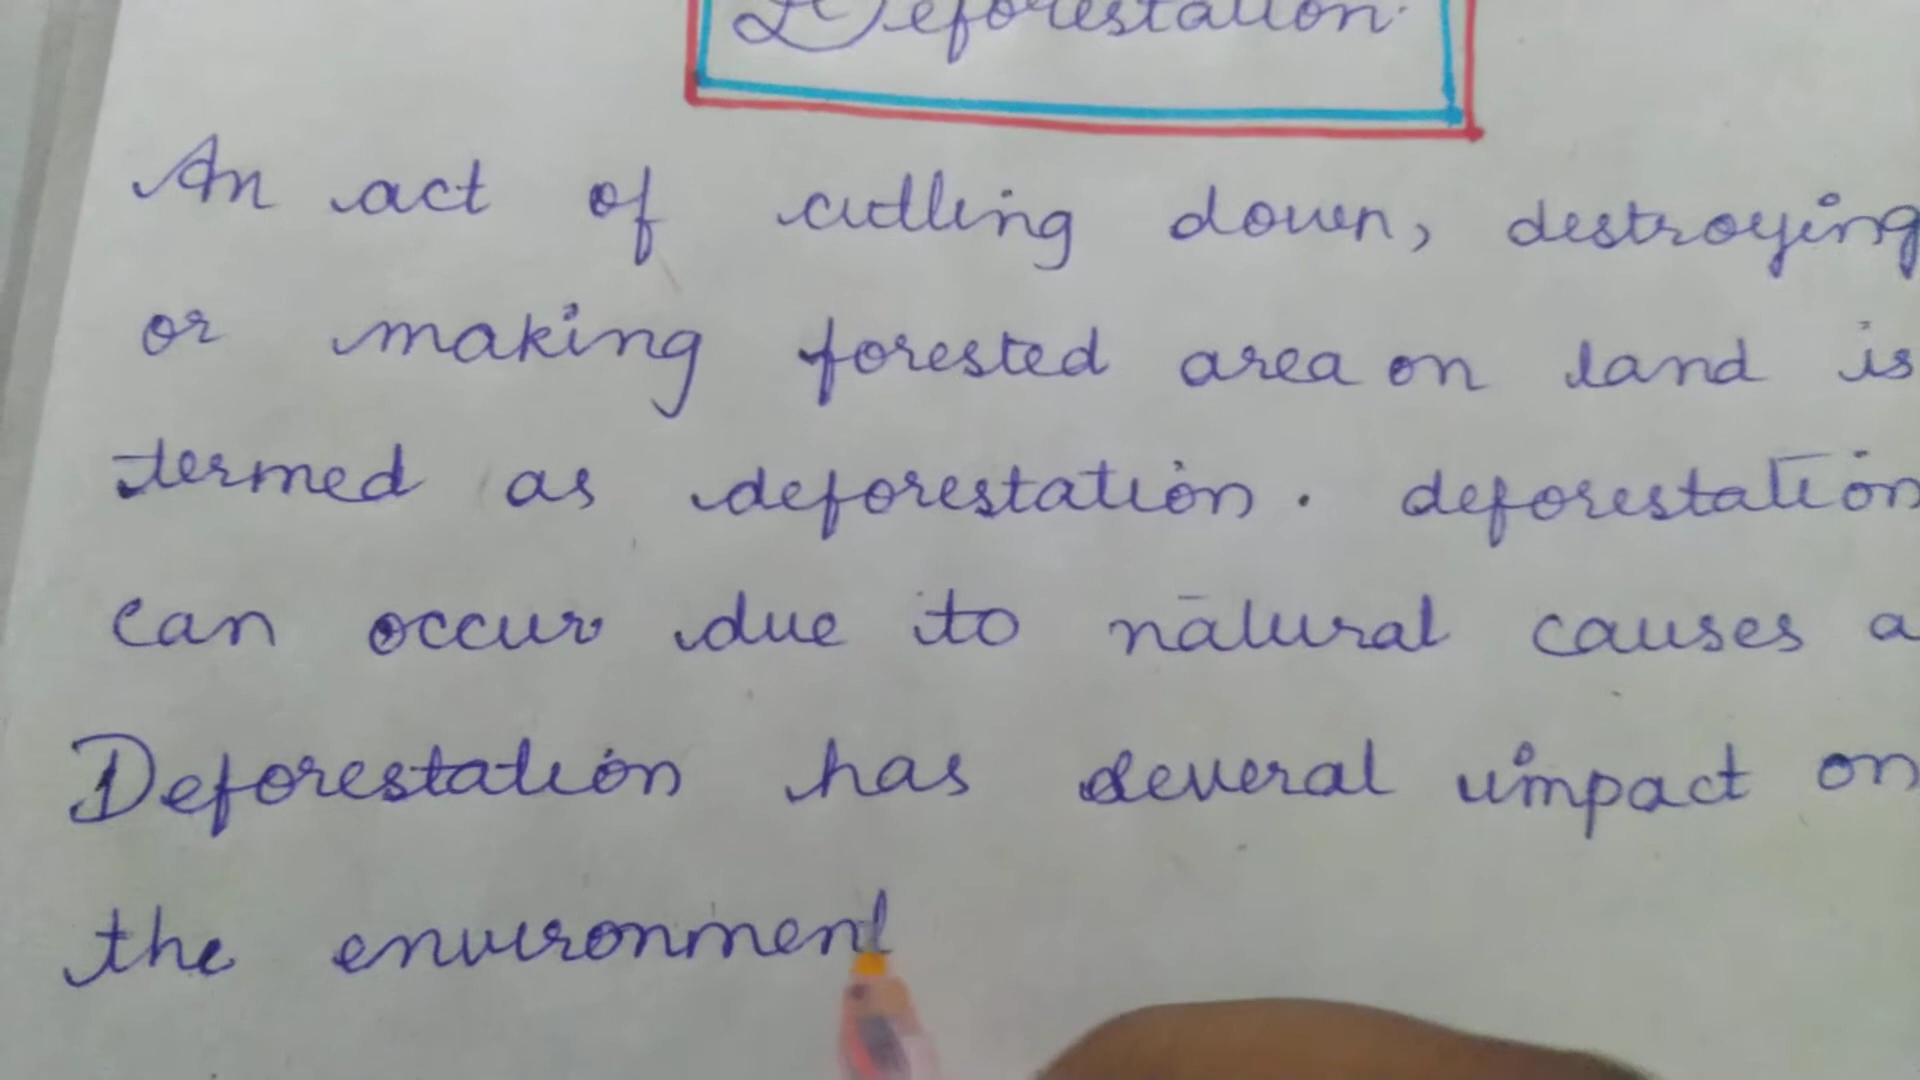 Deforestation.
An act of cutting down, destroying
or making forested area on land is
termed as deforestation. deforestation
can occur due to natural causes a
Deforestation has several impact on
the environment